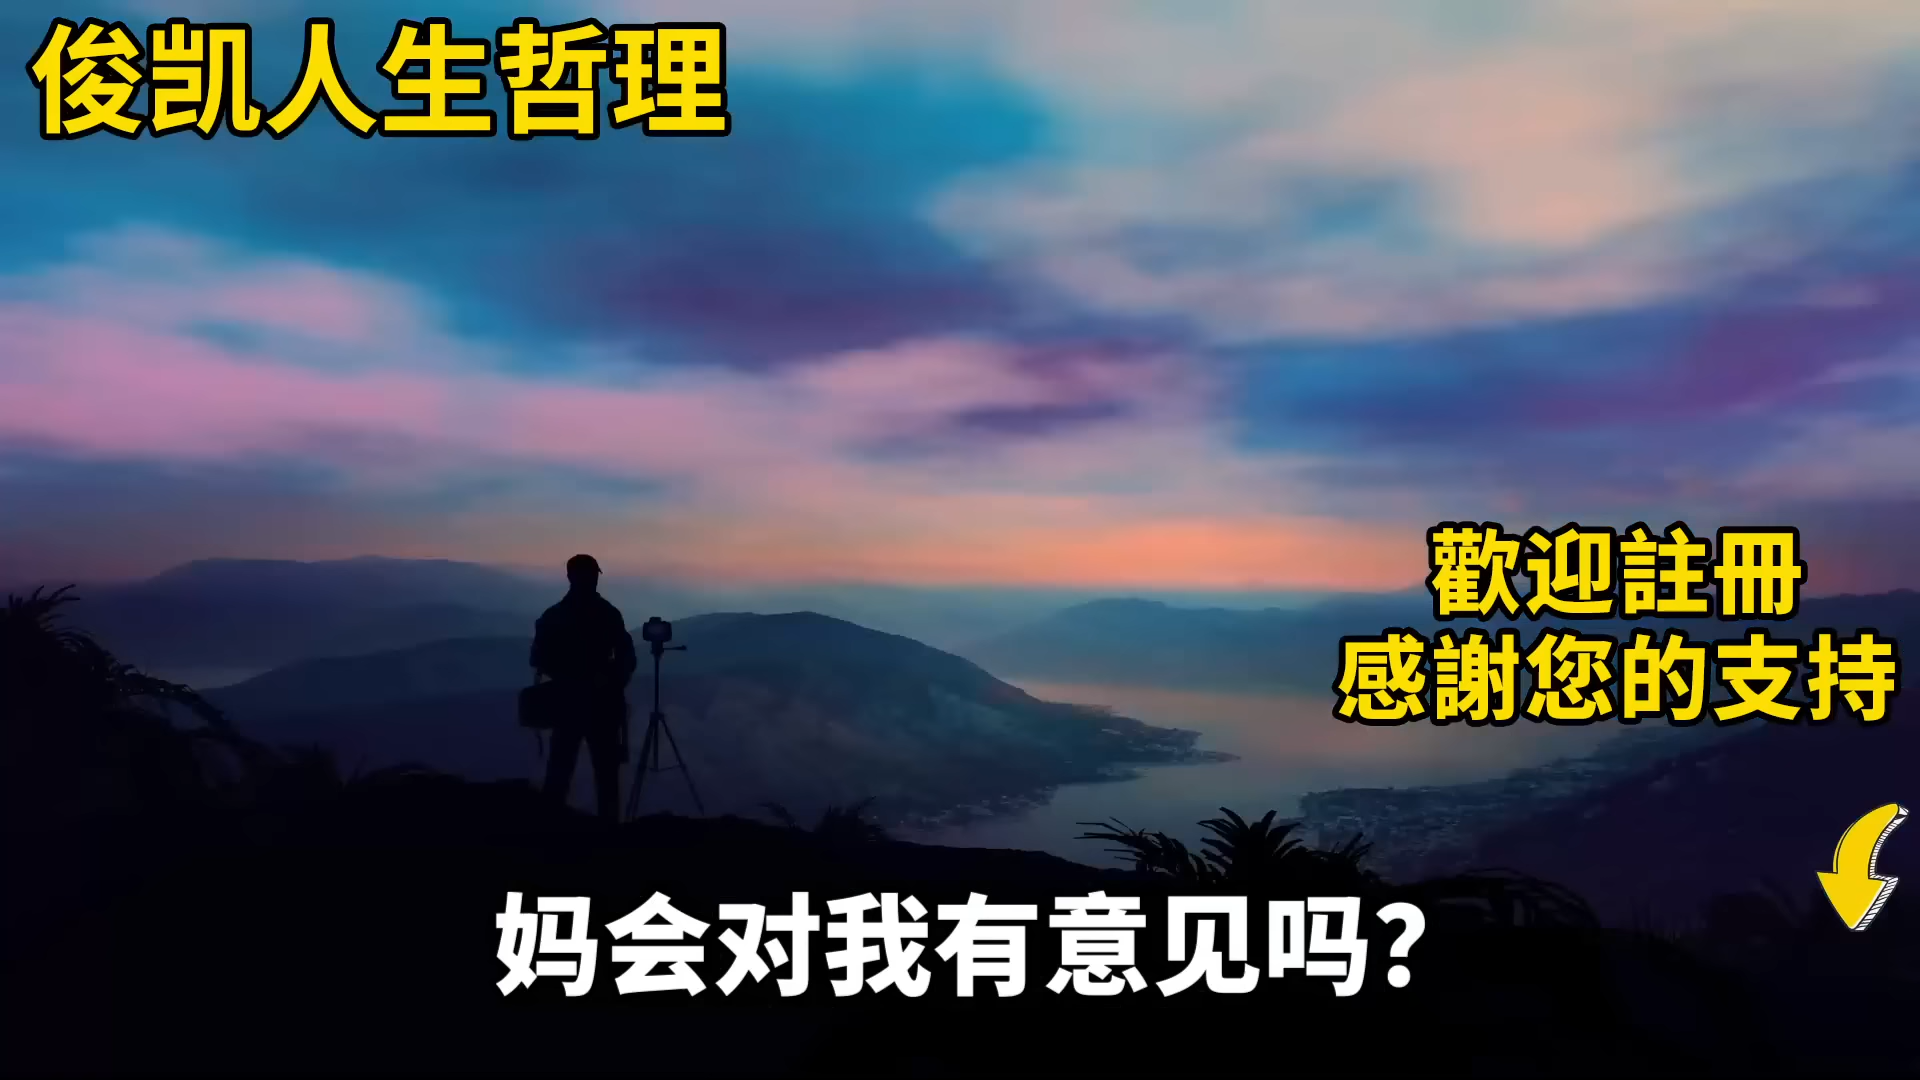 俊凯人生哲理
歡迎註冊
感謝您的支持
妈会对我有意见吗？